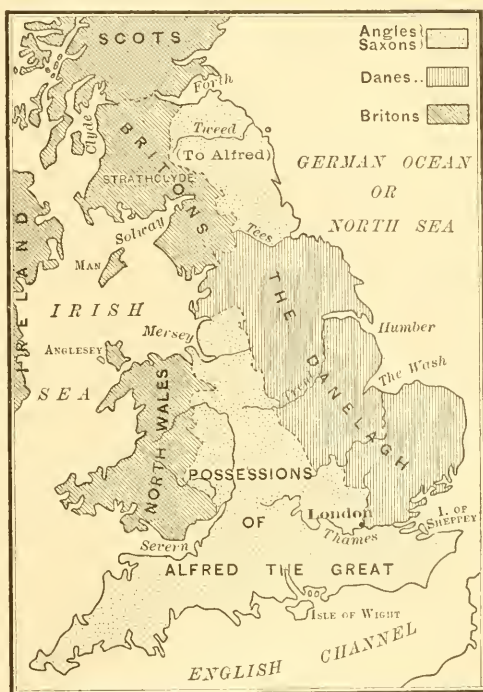 Angles
Saxons
Danes..
Britons
SCOTS
Forth
Clyde
Tweed
(To Alfred)
BRITONS
STRATHCLYDE
GERMAN OCEAN
OR
NORTH SEA
Solway
Tees
MAN
IRELAND
IRISH
SEA
Mersey
ANGLESEY
THE DANELAGH
Humber
The Wash
Trent
NORTH WALES
POSSESSIONS
OF
ALFRED THE GREAT
London
Thames
I. OF
SHEPPEY
Severn
ISLE OF WIGHT
ENGLISH CHANNEL